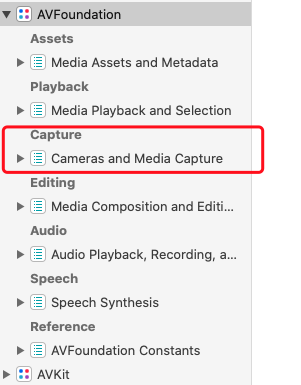 AVFoundation
Assets
Media Assets and Metadata
Playback
Media Playback and Selection
Capture
Cameras and Media Capture
Editing
Media Composition and Editi...
Audio
Audio Playback, Recording, a...
Speech
Speech Synthesis
Reference
AVFoundation Constants
AVKit